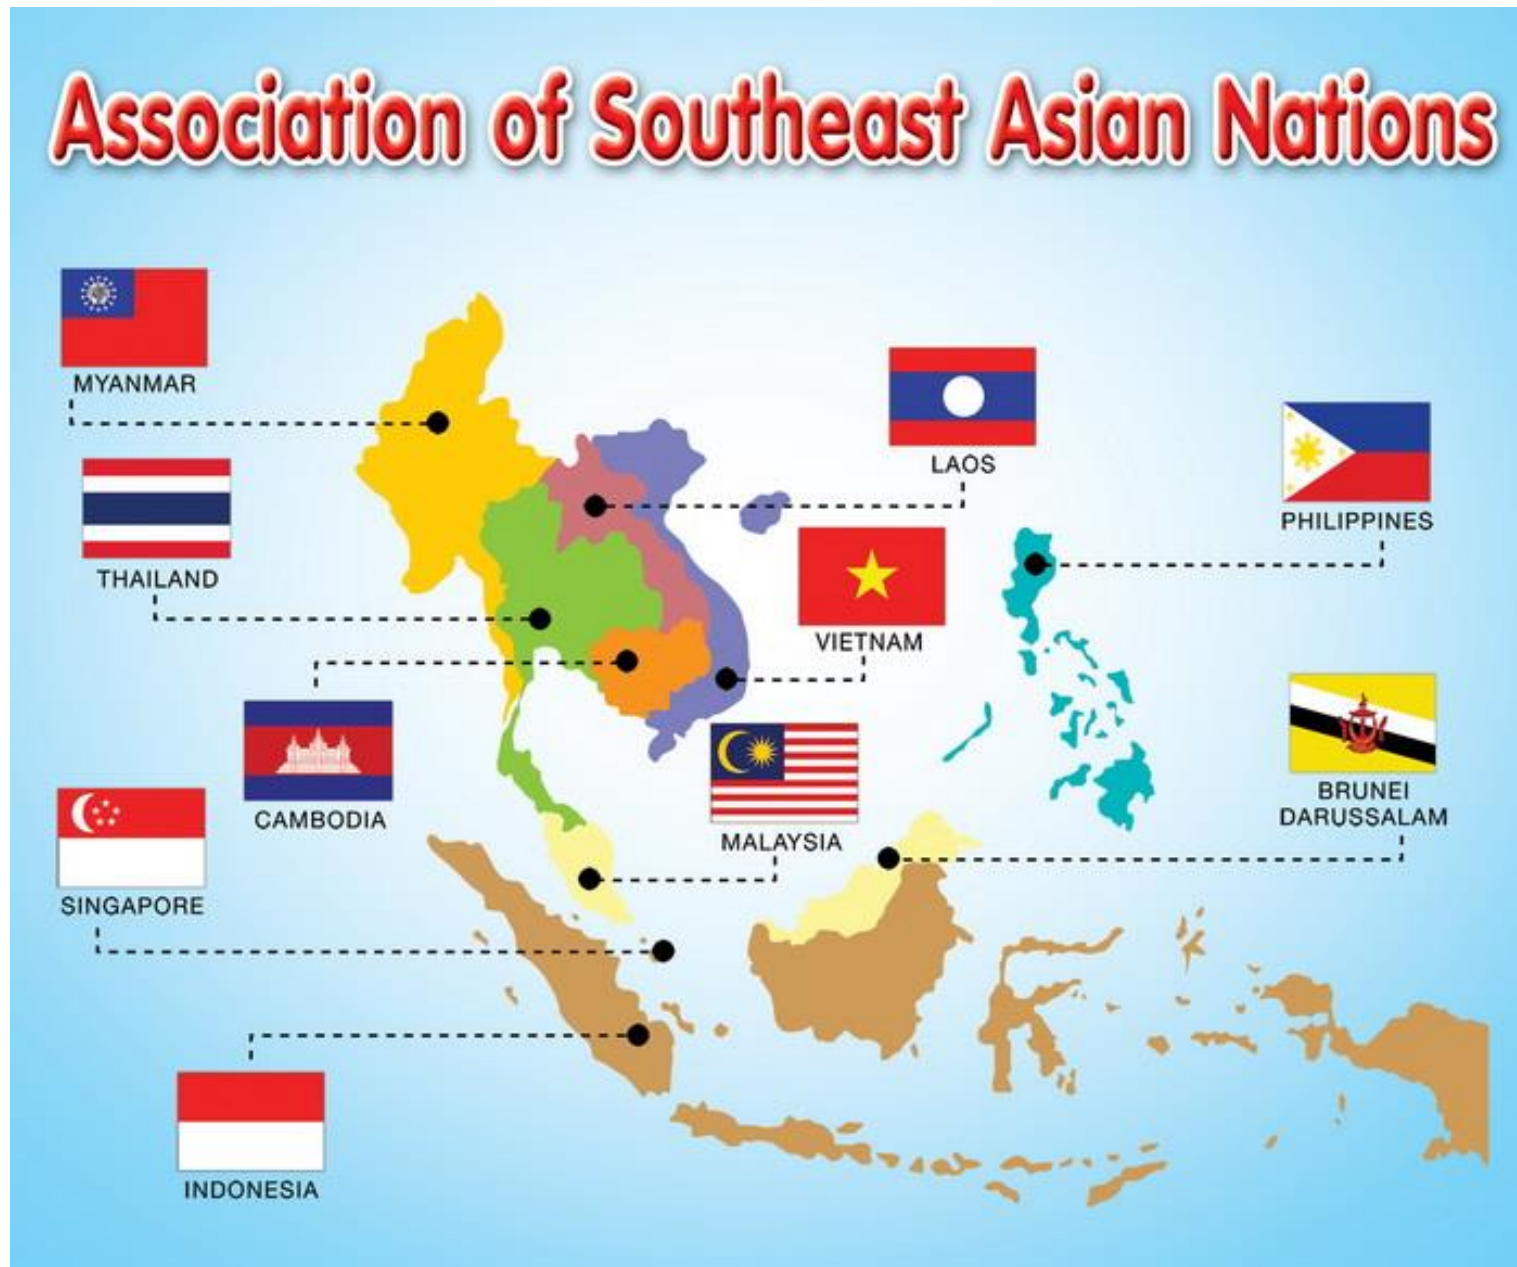 Association of Southeast Asian Nations
MYANMAR
LAOS
PHILIPPINES
THAILAND
VIETNAM
CAMBODIA
MALAYSIA
BRUNEI
DARUSSALAM
SINGAPORE
INDONESIA